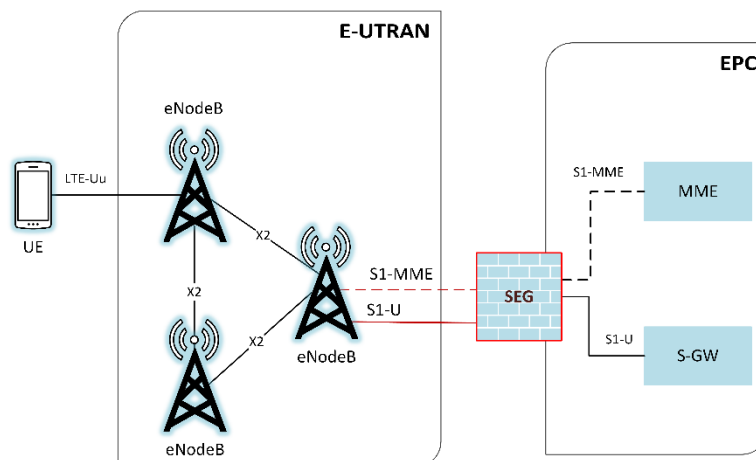 E-UTRAN
EPC
eNodeB
LTE-Uu
UE
X2
X2
X2
eNodeB
eNodeB
S1-MME
S1-U
SEG
S1-MME
MME
S1-U
S-GW